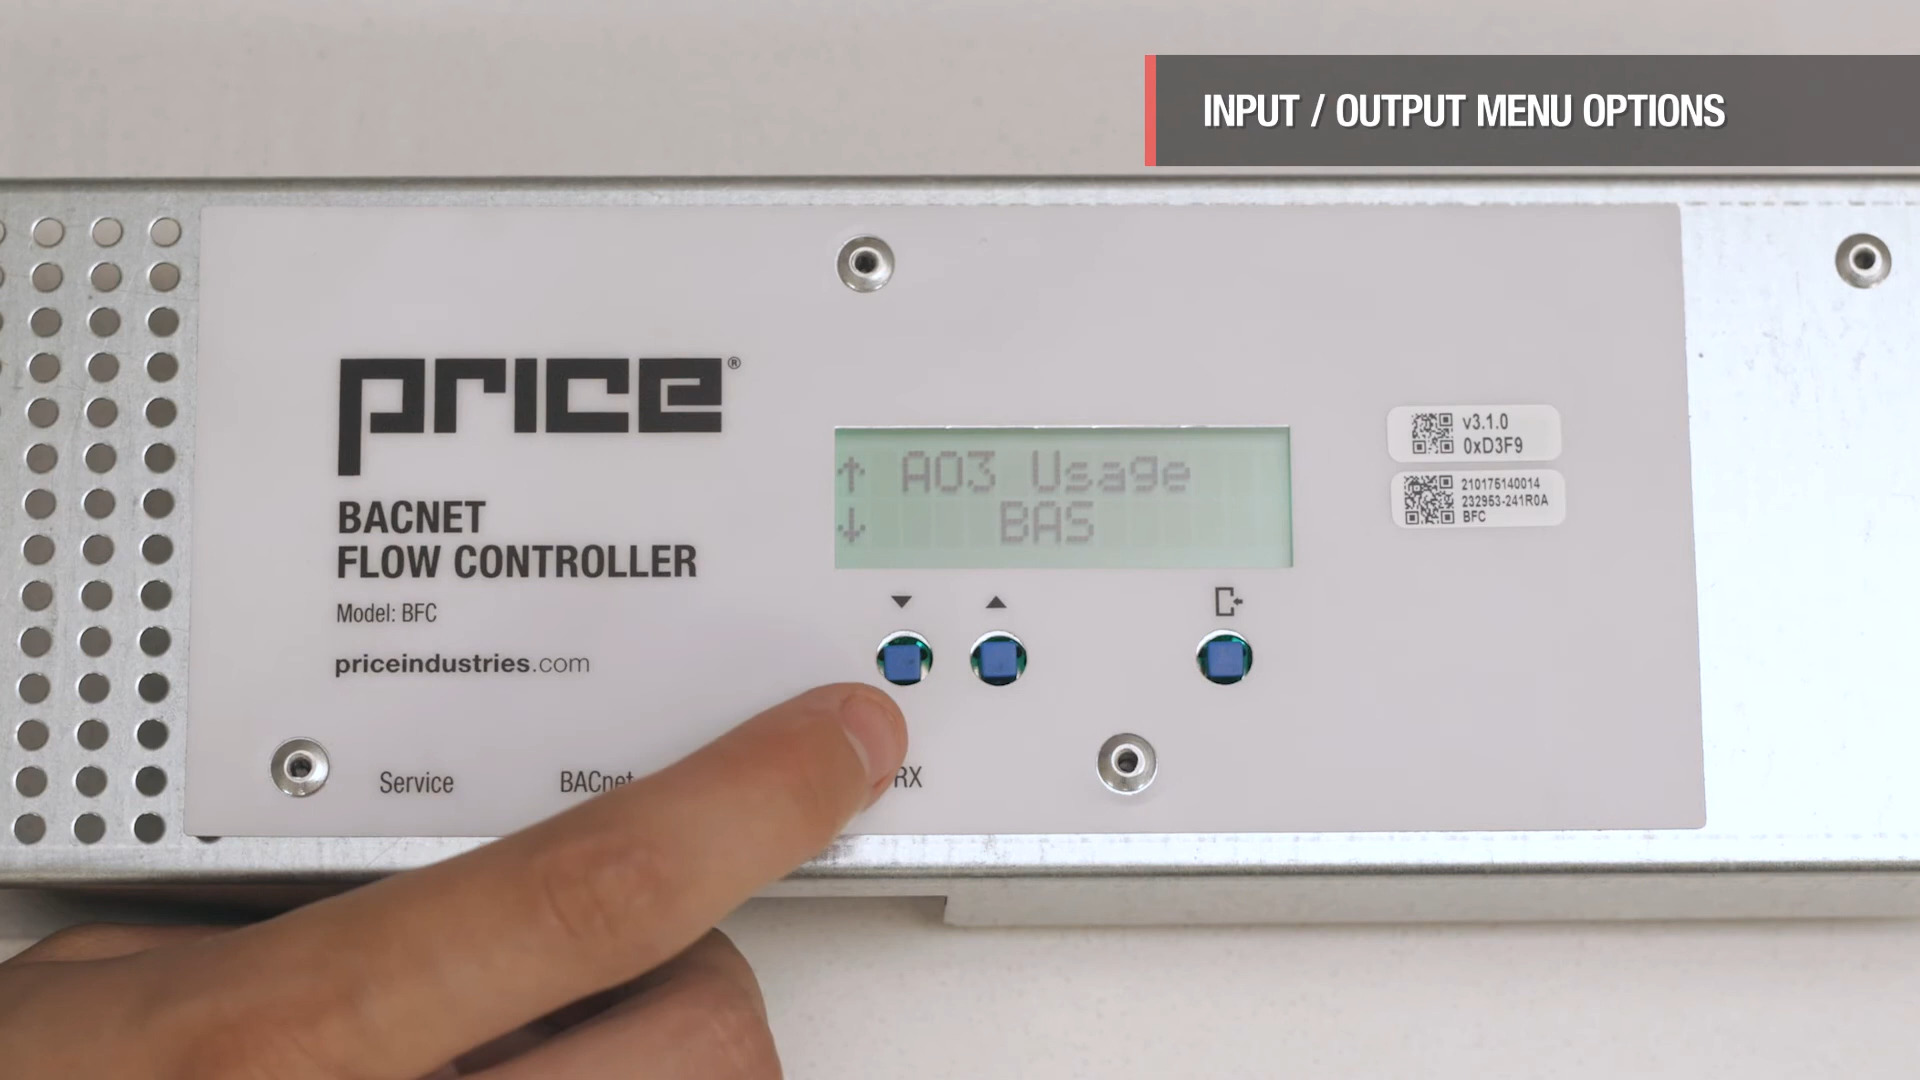 INPUT / OUTPUT MENU OPTIONS
price®
BACNET
FLOW CONTROLLER
Model: BFC
priceindustries.com
↑ AO3 Usage
↓ BAS
v3.1.0
0xD3F9
210175140014
232953-241R0A
BFC
Service
BACnet
RX